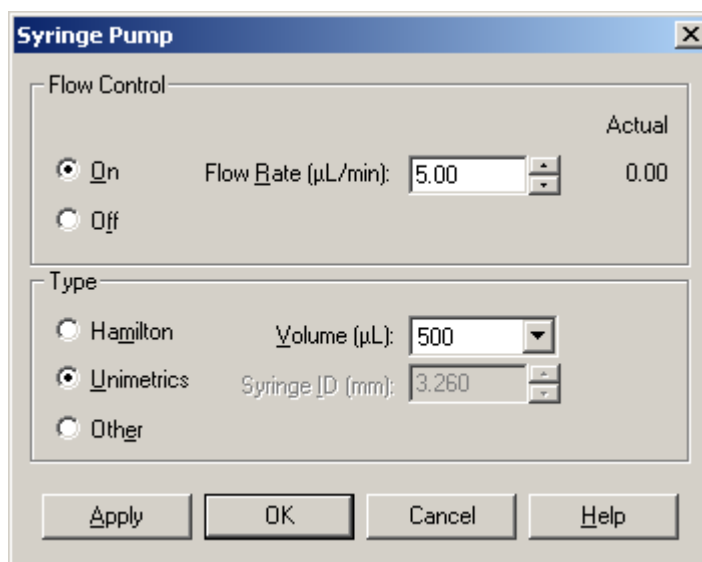 Syringe Pump
Flow Control
Actual
On Flow Rate (µL/min): 5.00 0.00
Off
Type
Hamilton Volume (µL): 500
Unimetrics Syringe ID (mm): 3.260
Other
Apply OK Cancel Help